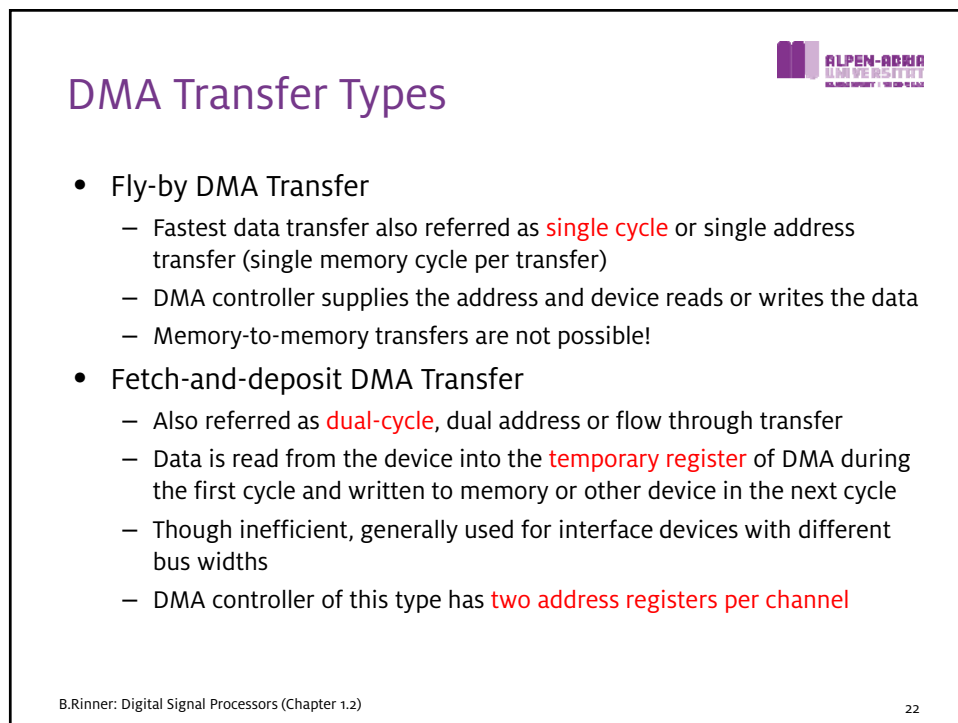 ALPEN-ADRIA
UNIVERSITÄT
DMA Transfer Types
• Fly-by DMA Transfer
– Fastest data transfer also referred as single cycle or single address
transfer (single memory cycle per transfer)
– DMA controller supplies the address and device reads or writes the data
– Memory-to-memory transfers are not possible!
• Fetch-and-deposit DMA Transfer
– Also referred as dual-cycle, dual address or flow through transfer
– Data is read from the device into the temporary register of DMA during
the first cycle and written to memory or other device in the next cycle
– Though inefficient, generally used for interface devices with different
bus widths
– DMA controller of this type has two address registers per channel
B.Rinner: Digital Signal Processors (Chapter 1.2)
22